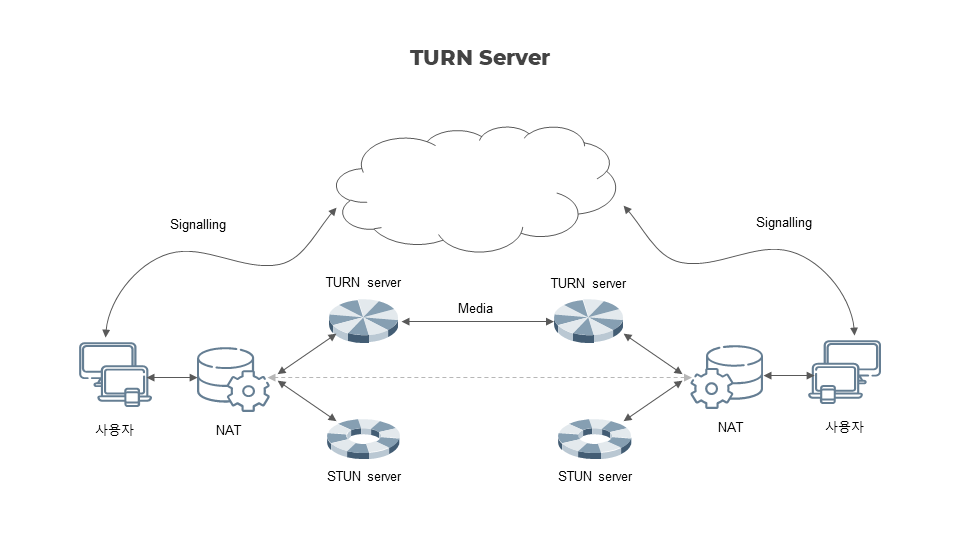 TURN Server
Signalling
Signalling
TURN server
TURN server
Media
사용자
NAT
NAT
사용자
STUN server
STUN server